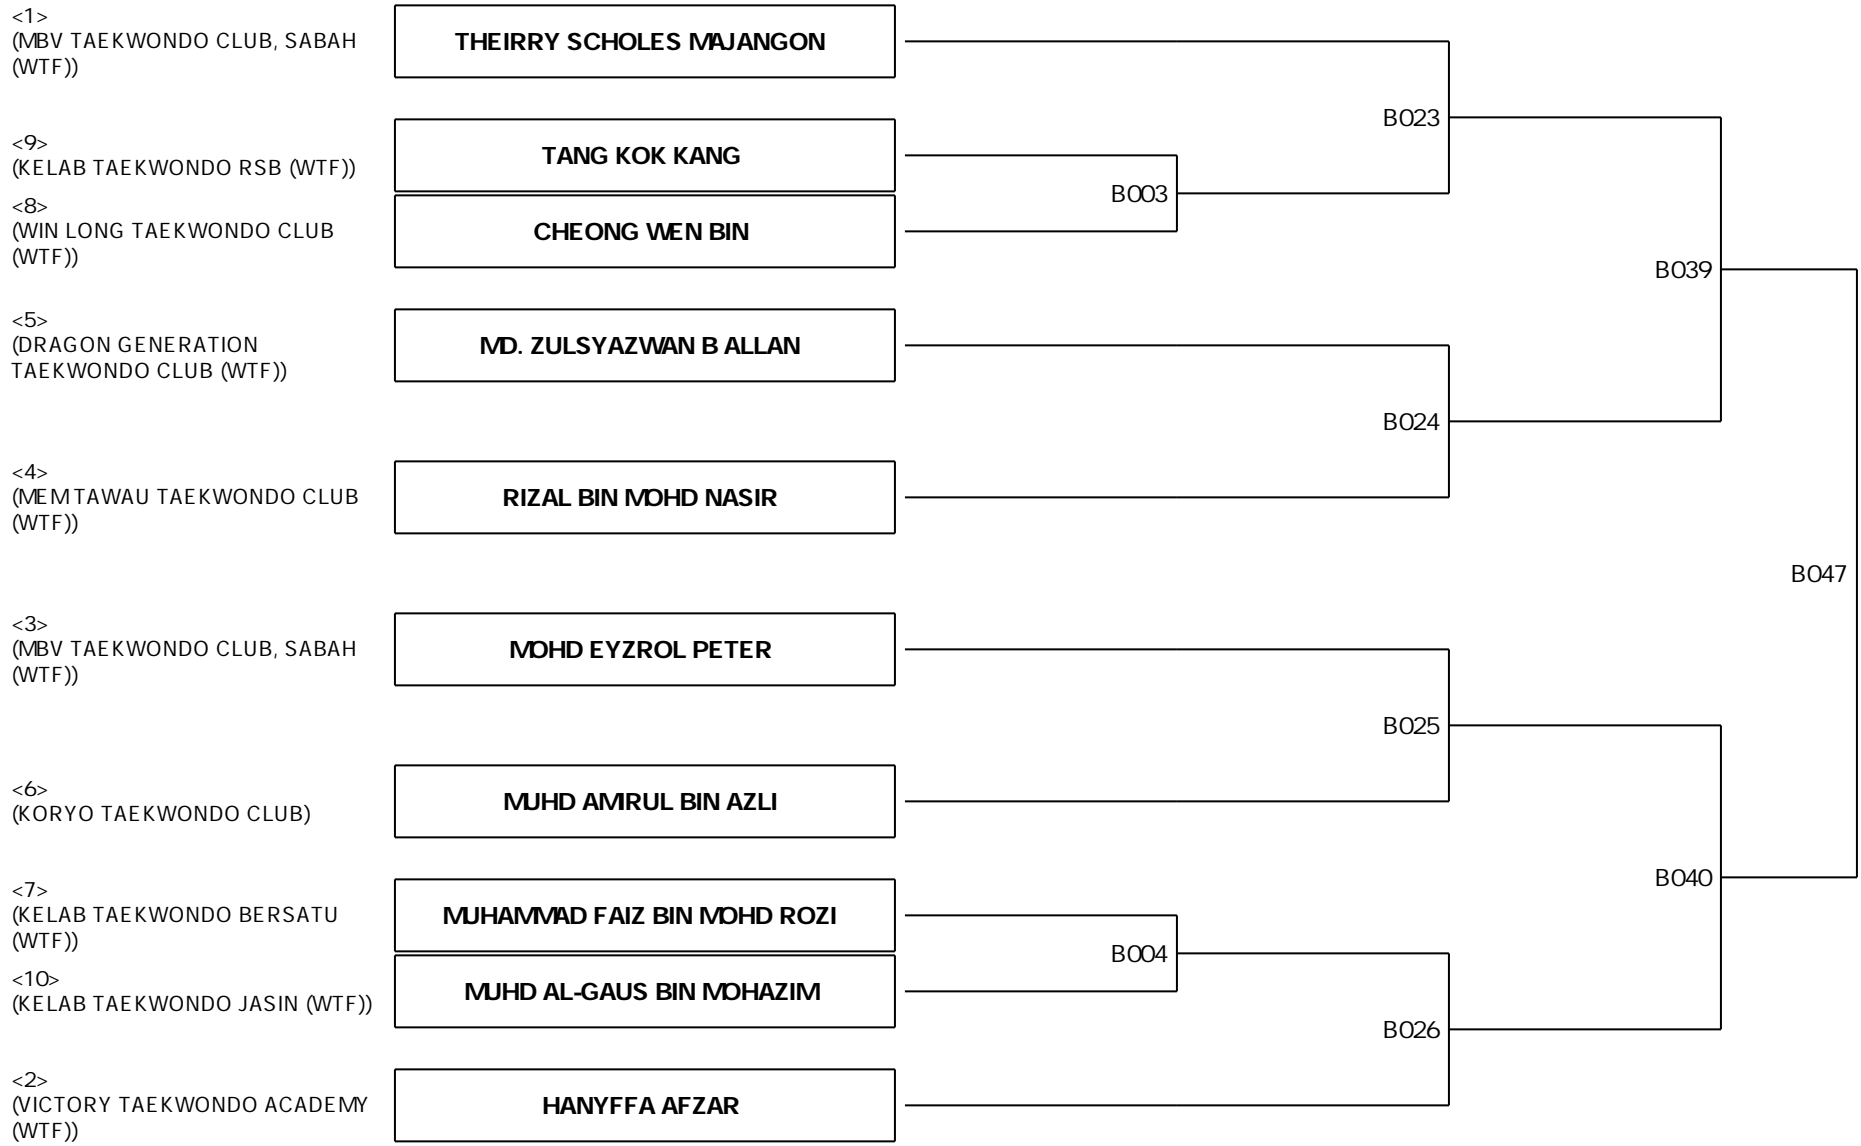 <1>
(MBV TAEKWONDO CLUB, SABAH
(WTF))
THEIRRY SCHOLES MAJANGON
B023
<9>
(KELAB TAEKWONDO RSB (WTF))
TANG KOK KANG
B003
<8>
(WIN LONG TAEKWONDO CLUB
(WTF))
CHEONG WEN BIN
B039
<5>
(DRAGON GENERATION
TAEKWONDO CLUB (WTF))
MD. ZULSYAZWAN B ALLAN
B024
<4>
(MEM TAWAU TAEKWONDO CLUB
(WTF))
RIZAL BIN MOHD NASIR
B047
<3>
(MBV TAEKWONDO CLUB, SABAH
(WTF))
MOHD EYZROL PETER
B025
<6>
(KORYO TAEKWONDO CLUB)
MUHD AMIRUL BIN AZLI
B040
<7>
(KELAB TAEKWONDO BERSATU
(WTF))
MUHAMMAD FAIZ BIN MOHD ROZI
B004
<10>
(KELAB TAEKWONDO JASIN (WTF))
MUHD AL-GAUS BIN MOHAZIM
B026
<2>
(VICTORY TAEKWONDO ACADEMY
(WTF))
HANYFFA AFZAR